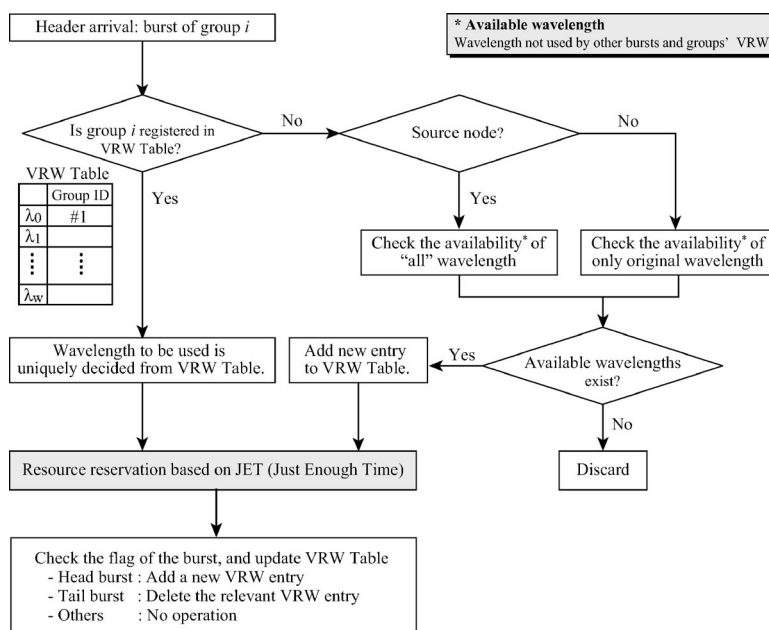 Header arrival: burst of group i
* Available wavelength
Wavelength not used by other bursts and groups' VRW
Is group i registered in
VRW Table?
No
Source node?
No
VRW Table
Group ID
λ0 #1
λ1
⋮ ⋮
λw
Yes
Yes
Check the availability* of
“all” wavelength
Check the availability* of
only original wavelength
Wavelength to be used is
uniquely decided from VRW Table.
Add new entry
to VRW Table.
Yes
Available wavelengths
exist?
No
Resource reservation based on JET (Just Enough Time)
Discard
Check the flag of the burst, and update VRW Table
- Head burst : Add a new VRW entry
- Tail burst : Delete the relevant VRW entry
- Others : No operation